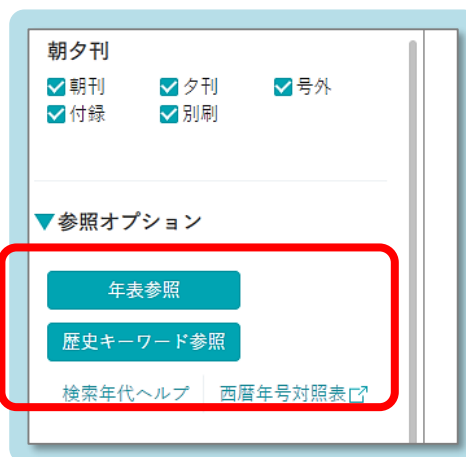 朝夕刊
朝刊 夕刊 号外
付録 別刷
▼参照オプション
年表参照
歴史キーワード参照
検索年代ヘルプ 西暦年号対照表